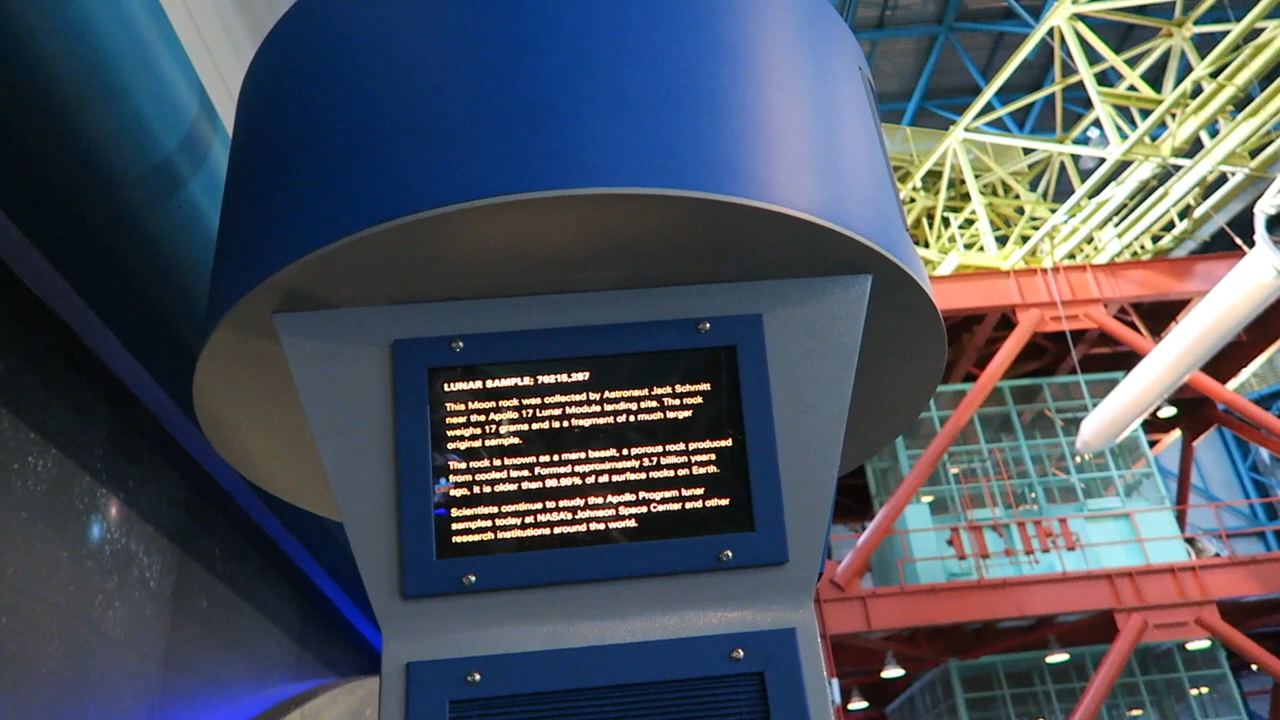 LUNAR SAMPLE; 70215,287
This Moon rock was collected by Astronaut Jack Schmitt
near the Apollo 17 Lunar Module landing site. The rock
weighs 17 grams and is a fragment of a much larger
original sample.
The rock is known as a mare basalt, a porous rock produced
from cooled lava. Formed approximately 3.7 billion years
ago, it is older than 99.99% of all surface rocks on Earth.
Scientists continue to study the Apollo Program lunar
samples today at NASA's Johnson Space Center and other
research institutions around the world.